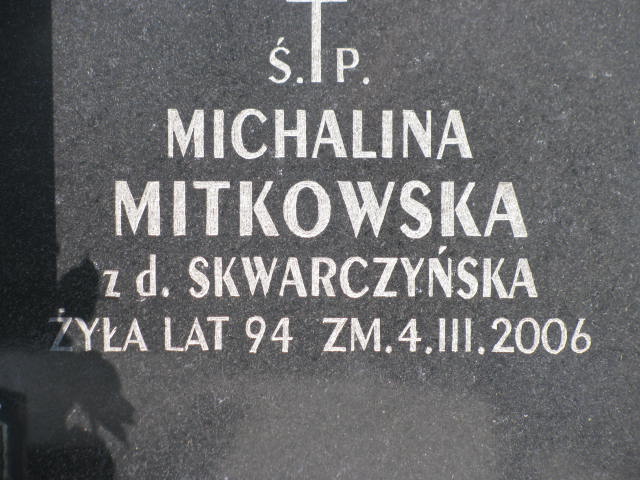 Ś. P.
MICHALINA
MITKOWSKA
z d. SKWARCZYŃSKA
ŻYŁA LAT 94 ZM. 4. III. 2006